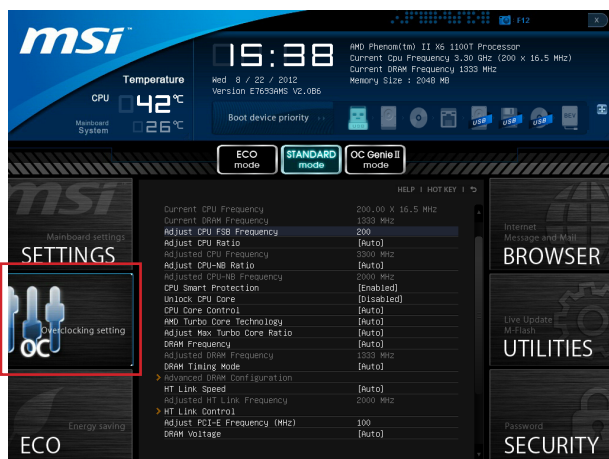 msi
F12
X
15:38
AMD Phenom(tm) II X6 1100T Processor
Current Cpu Frequency 3.30 GHz (200 x 16.5 MHz)
Current DRAM Frequency 1333 MHz
Memory Size : 2048 MB
Temperature
Wed 8 / 22 / 2012
Version E7693AMS V2.0B6
CPU 42°C
Mainboard
System 26°C
Boot device priority
USB
USB
USB
ECO
mode
STANDARD
mode
OC Genie II
mode
HELP | HOTKEY |
msi
Mainboard settings
SETTINGS
Overclocking setting
OC
Energy saving
ECO
Current CPU Frequency 200.00 X 16.5 MHz
Current DRAM Frequency 1333 MHz
Adjust CPU FSB Frequency 200
Adjust CPU Ratio [Auto]
Adjusted CPU Frequency 3300 MHz
Adjust CPU-NB Ratio [Auto]
Adjusted CPU-NB Frequency 2000 MHz
CPU Smart Protection [Enabled]
Unlock CPU Core [Disabled]
CPU Core Control [Auto]
AMD Turbo Core Technology [Auto]
Adjust Max Turbo Core Ratio [Auto]
DRAM Frequency [Auto]
Adjusted DRAM Frequency 1333 MHz
DRAM Timing Mode [Auto]
> Advanced DRAM Configuration
HT Link Speed [Auto]
Adjusted HT Link Frequency 2000 MHz
> HT Link Control
Adjust PCI-E Frequency (MHz) 100
DRAM Voltage [Auto]
Internet
Message and Mail
BROWSER
Live Update
M-Flash
UTILITIES
Password
SECURITY